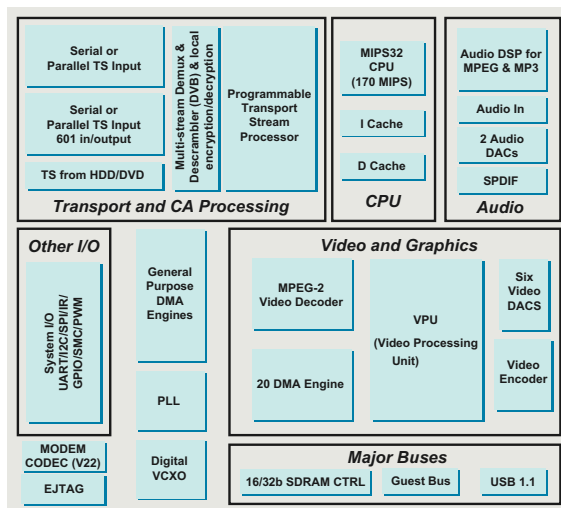 Serial or
Parallel TS Input
Serial or
Parallel TS Input
601 in/output
TS from HDD/DVD
Multi-stream Demux &
Descrambler (DVB) & local
encryption/decryption
Programmable
Transport
Stream
Processor
Transport and CA Processing
MIPS32
CPU
(170 MIPS)
I Cache
D Cache
CPU
Audio DSP for
MPEG & MP3
Audio In
2 Audio
DACs
SPDIF
Audio
Other I/O
System I/O
UART/I2C/SPI/IR/
GPIO/SMC/PWM
MODEM
CODEC (V22)
EJTAG
General
Purpose
DMA
Engines
PLL
Digital
VCXO
Video and Graphics
MPEG-2
Video Decoder
20 DMA Engine
VPU
(Video Processing
Unit)
Six
Video
DACS
Video
Encoder
Major Buses
16/32b SDRAM CTRL
Guest Bus
USB 1.1